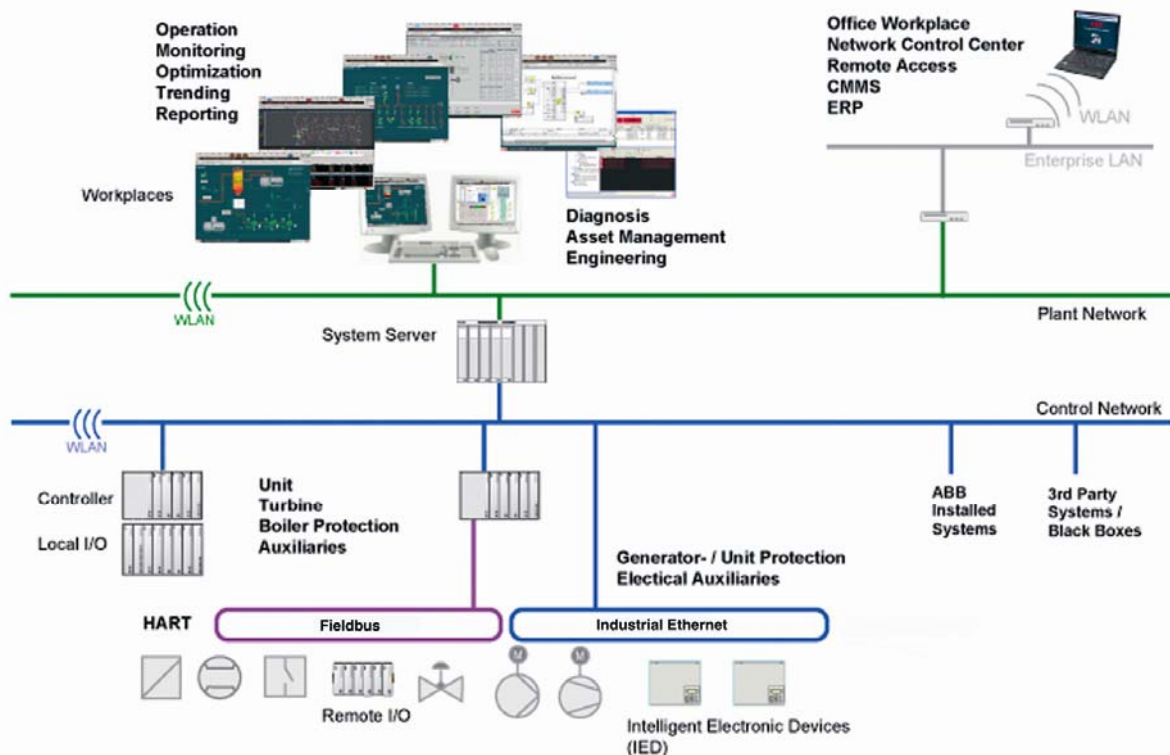 Operation
Monitoring
Optimization
Trending
Reporting
Workplaces
Diagnosis
Asset Management
Engineering
Office Workplace
Network Control Center
Remote Access
CMMS
ERP
WLAN
Enterprise LAN
WLAN
Plant Network
System Server
Control Network
WLAN
Controller
Local I/O
Unit
Turbine
Boiler Protection
Auxiliaries
ABB
Installed
Systems
3rd Party
Systems /
Black Boxes
Generator- / Unit Protection
Electical Auxiliaries
HART
Fieldbus
Industrial Ethernet
M
M
Remote I/O
Intelligent Electronic Devices
(IED)